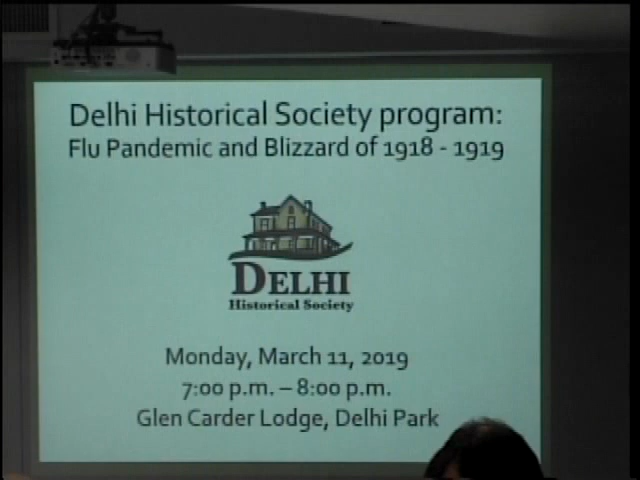 Delhi Historical Society program:
Flu Pandemic and Blizzard of 1918 - 1919
DELHI
Historical Society
Monday, March 11, 2019
7:00 p.m. – 8:00 p.m.
Glen Carder Lodge, Delhi Park